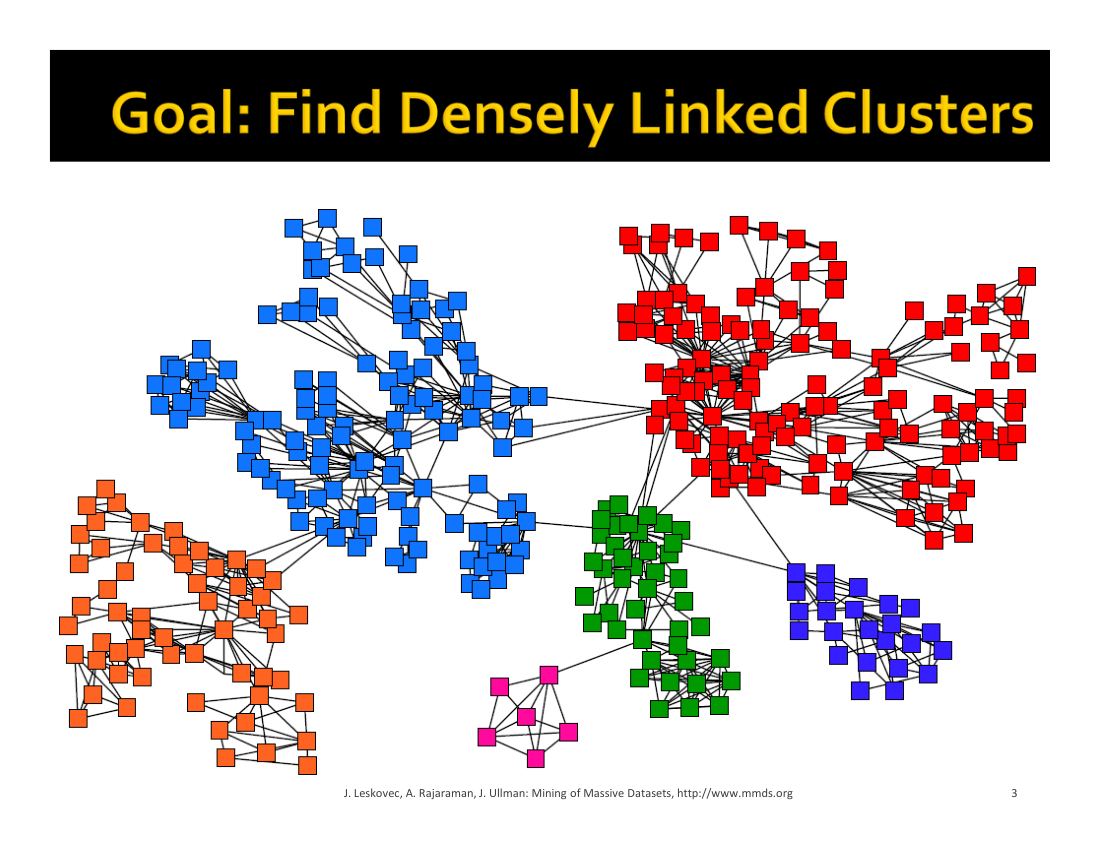 Goal: Find Densely Linked Clusters
J. Leskovec, A. Rajaraman, J. Ullman: Mining of Massive Datasets, http://www.mmds.org
3